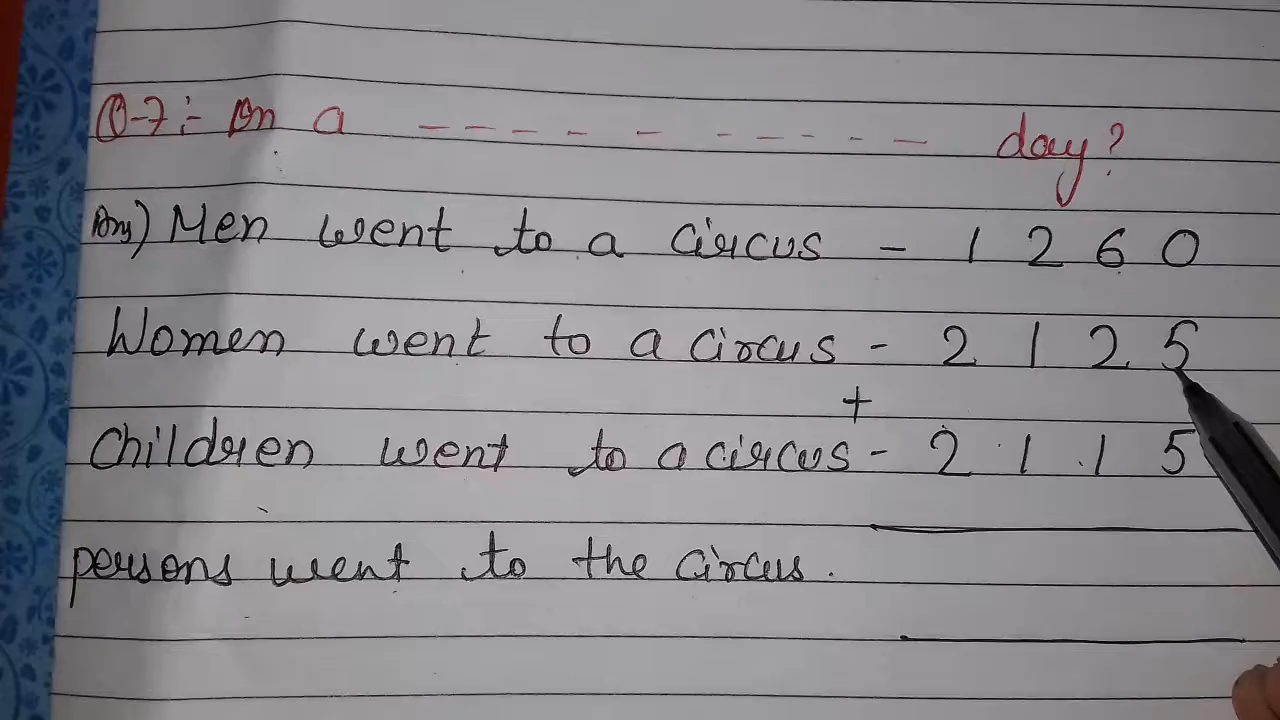 Q-7:- On a ----- ------ day?
Ans) Men went to a circus - 1 2 6 0
Women went to a circus - 2 1 2 5
+
Children went to a circus - 2 1 1 5
persons went to the circus.